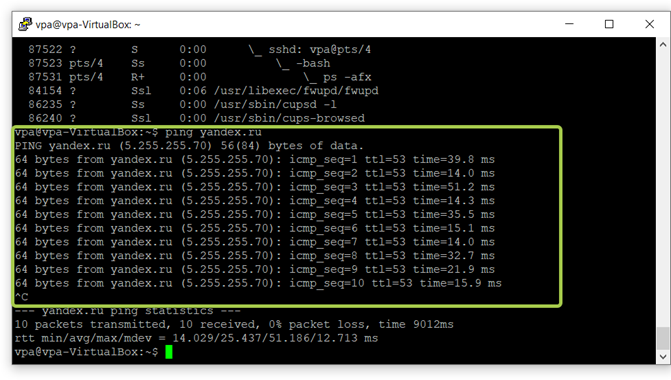 vpa@vpa-VirtualBox: ~
87522 ? S 0:00 \_ sshd: vpa@pts/4
87523 pts/4 Ss 0:00 \_ -bash
87531 pts/4 R+ 0:00 \_ ps -afx
84154 ? Ssl 0:06 /usr/libexec/fwupd/fwupd
86235 ? Ss 0:00 /usr/sbin/cupsd -l
86240 ? Ssl 0:00 /usr/sbin/cups-browsed
vpa@vpa-VirtualBox:~$ ping yandex.ru
PING yandex.ru (5.255.255.70) 56(84) bytes of data.
64 bytes from yandex.ru (5.255.255.70): icmp_seq=1 ttl=53 time=39.8 ms
64 bytes from yandex.ru (5.255.255.70): icmp_seq=2 ttl=53 time=14.0 ms
64 bytes from yandex.ru (5.255.255.70): icmp_seq=3 ttl=53 time=51.2 ms
64 bytes from yandex.ru (5.255.255.70): icmp_seq=4 ttl=53 time=14.3 ms
64 bytes from yandex.ru (5.255.255.70): icmp_seq=5 ttl=53 time=35.5 ms
64 bytes from yandex.ru (5.255.255.70): icmp_seq=6 ttl=53 time=15.1 ms
64 bytes from yandex.ru (5.255.255.70): icmp_seq=7 ttl=53 time=14.0 ms
64 bytes from yandex.ru (5.255.255.70): icmp_seq=8 ttl=53 time=32.7 ms
64 bytes from yandex.ru (5.255.255.70): icmp_seq=9 ttl=53 time=21.9 ms
64 bytes from yandex.ru (5.255.255.70): icmp_seq=10 ttl=53 time=15.9 ms
^C
--- yandex.ru ping statistics ---
10 packets transmitted, 10 received, 0% packet loss, time 9012ms
rtt min/avg/max/mdev = 14.029/25.437/51.186/12.713 ms
vpa@vpa-VirtualBox:~$